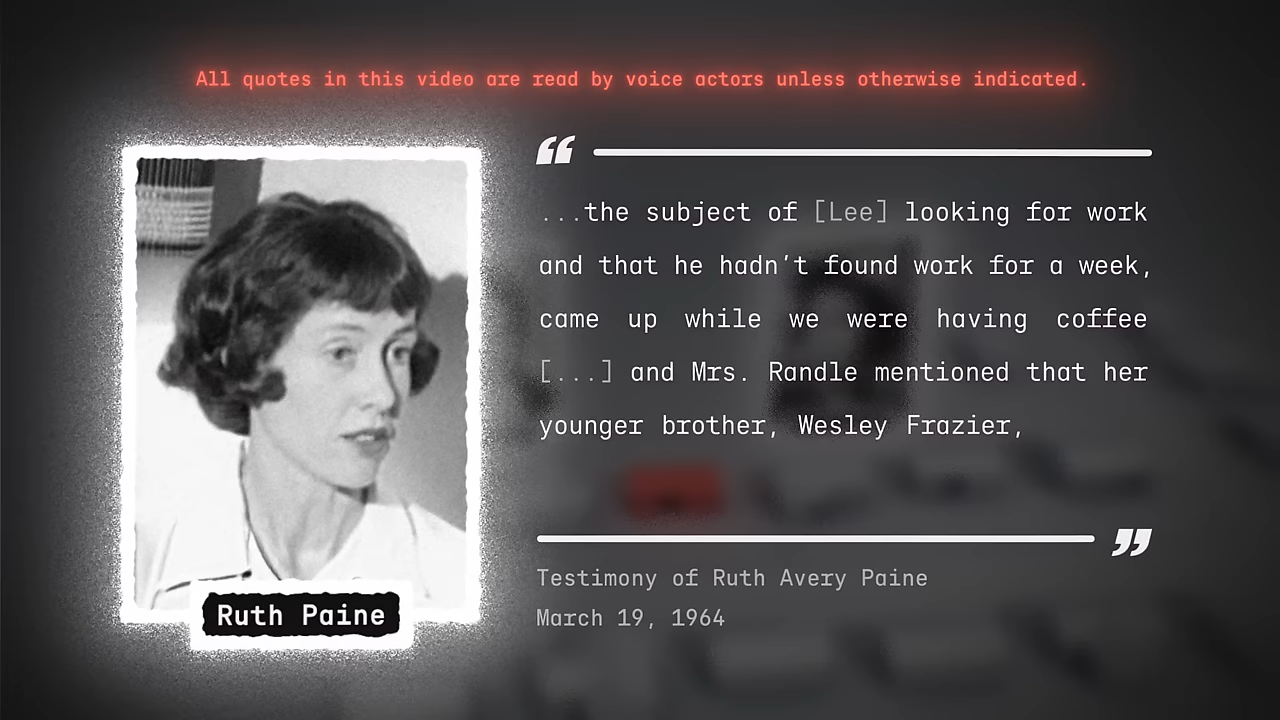 All quotes in this video are read by voice actors unless otherwise indicated.
“
...the subject of [Lee] looking for work
and that he hadn't found work for a week,
came up while we were having coffee
[...] and Mrs. Randle mentioned that her
younger brother, Wesley Frazier,
”
Testimony of Ruth Avery Paine
March 19, 1964
Ruth Paine